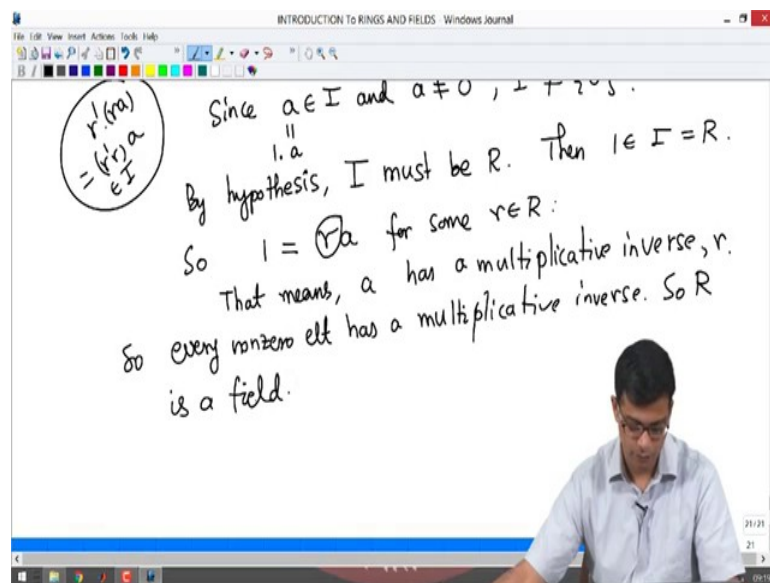 INTRODUCTION To RINGS AND FIELDS - Windows Journal
File Edit View Insert Actions Tools Help
Since a ∈ I and a ≠ 0, I ≠ {0}.
||
1.a
r'(ra)
= (r'r)a
∈ I
By hypothesis, I must be R. Then 1 ∈ I = R.
So 1 = ra for some r ∈ R:
That means, a has a multiplicative inverse, r.
So every nonzero elt has a multiplicative inverse. So R
is a field.
21/21
21